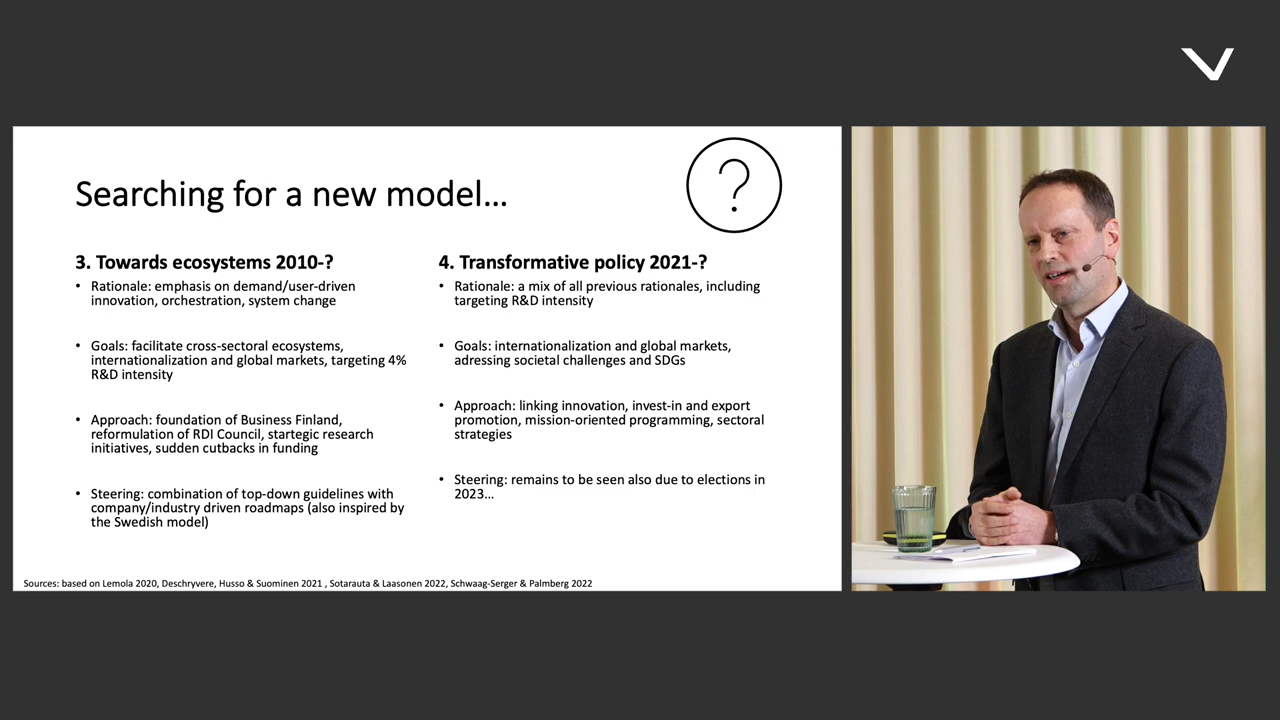 Searching for a new model...
?
3. Towards ecosystems 2010-?
• Rationale: emphasis on demand/user-driven
innovation, orchestration, system change
• Goals: facilitate cross-sectoral ecosystems,
internationalization and global markets, targeting 4%
R&D intensity
• Approach: foundation of Business Finland,
reformulation of RDI Council, startegic research
initiatives, sudden cutbacks in funding
• Steering: combination of top-down guidelines with
company/industry driven roadmaps (also inspired by
the Swedish model)
4. Transformative policy 2021-?
• Rationale: a mix of all previous rationales, including
targeting R&D intensity
• Goals: internationalization and global markets,
adressing societal challenges and SDGs
• Approach: linking innovation, invest-in and export
promotion, mission-oriented programming, sectoral
strategies
• Steering: remains to be seen also due to elections in
2023...
Sources: based on Lemola 2020, Deschryvere, Husso & Suominen 2021 , Sotarauta & Laasonen 2022, Schwaag-Serger & Palmberg 2022